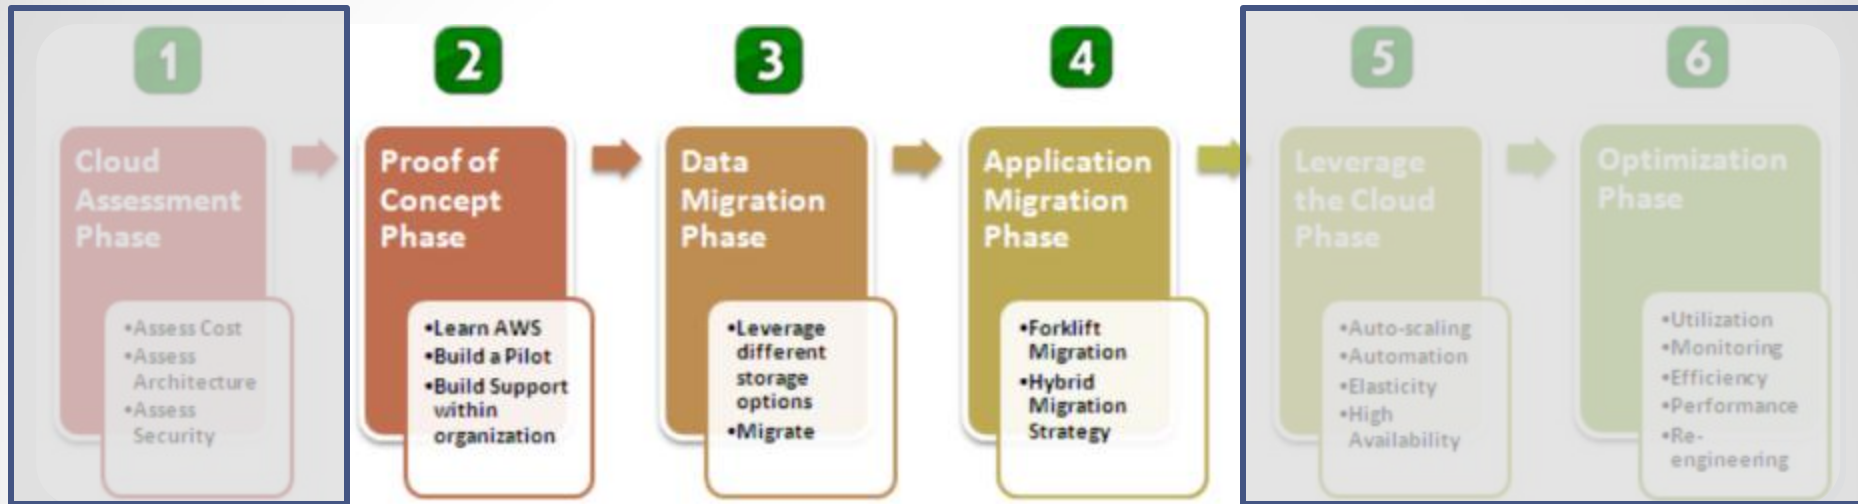 1
Cloud
Assessment
Phase
•Assess Cost
•Assess
Architecture
•Assess
Security
2
Proof of
Concept
Phase
•Learn AWS
•Build a Pilot
•Build Support
within
organization
3
Data
Migration
Phase
•Leverage
different
storage
options
•Migrate
4
Application
Migration
Phase
•Forklift
Migration
•Hybrid
Migration
Strategy
5
Leverage
the Cloud
Phase
•Auto-scaling
•Automation
•Elasticity
•High
Availability
6
Optimization
Phase
•Utilization
•Monitoring
•Efficiency
•Performance
•Re-
engineering